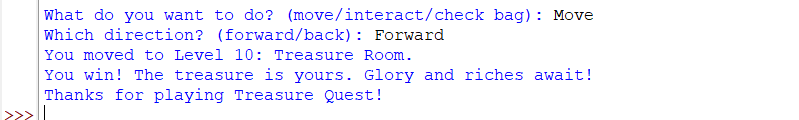 What do you want to do? (move/interact/check bag): Move
Which direction? (forward/back): Forward
You moved to Level 10: Treasure Room.
You win! The treasure is yours. Glory and riches await!
Thanks for playing Treasure Quest!
>>>